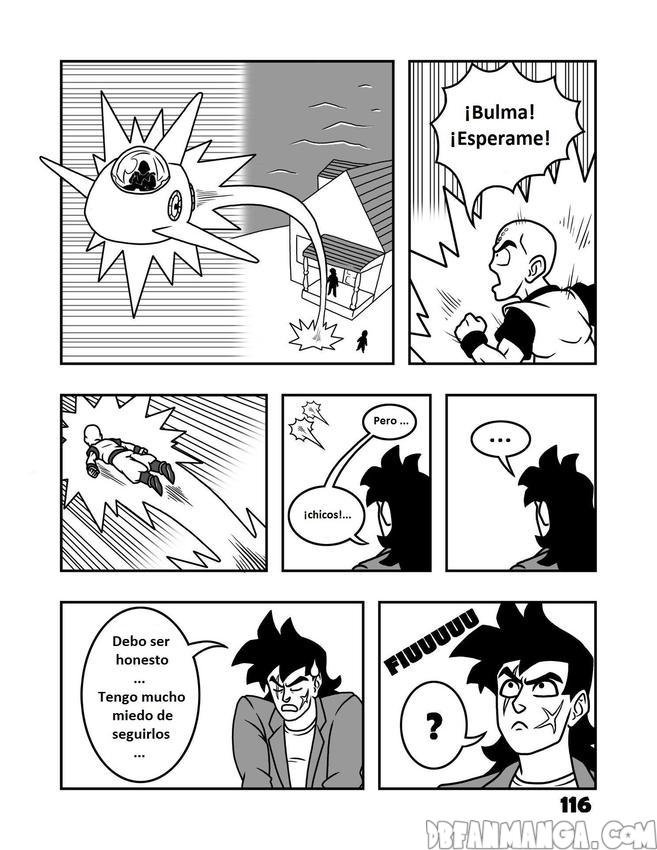 ¡Bulma!
¡Esperame!
Pero ...
¡chicos!...
...
Debo ser
honesto
...
Tengo mucho
miedo de
seguirlos
...
FIUUUUU
?
116
DBFANMANGA.COM